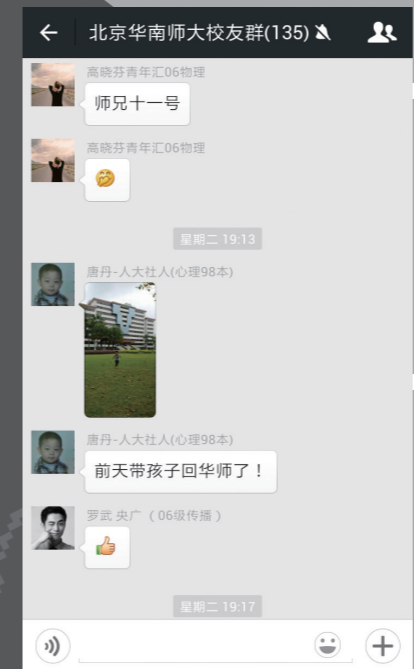 北京华南师大校友群(135)
高晓芬青年汇06物理
师兄十一号
高晓芬青年汇06物理
星期二 19:13
唐丹-人大社人(心理98本)
唐丹-人大社人(心理98本)
前天带孩子回华师了！
罗武 央广 （06级传播）
星期二 19:17